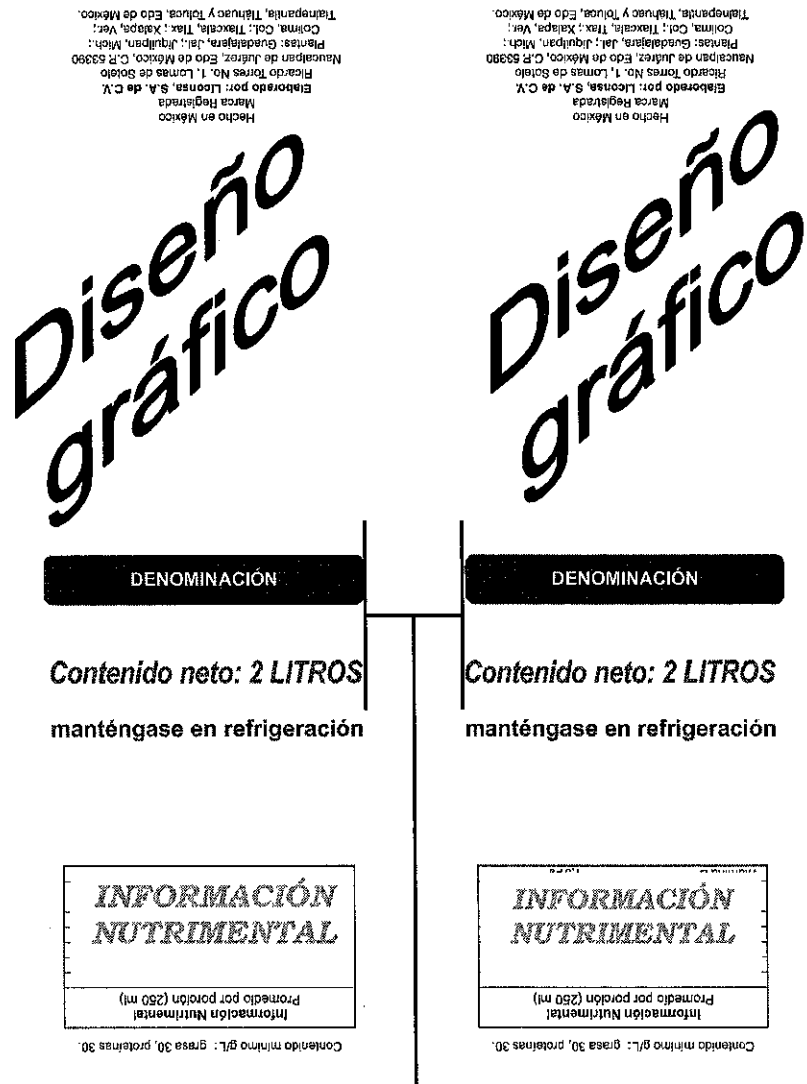 Hecho en México
Marca Registrada
Elaborado por: Liconsa, S.A. de C.V.
Ricardo Torres No. 1, Lomas de Sotelo
Naucalpan de Juárez, Edo de México, C.P. 53390
Plantas: Guadalajara, Jal.; Jiquilpan, Mich.;
Colima, Col.; Tlaxcala, Tlax.; Xalapa, Ver.;
Tlalnepantla, Tláhuac y Toluca, Edo de México.
Diseño
gráfico
DENOMINACIÓN
Contenido neto: 2 LITROS
manténgase en refrigeración
INFORMACIÓN
NUTRIMENTAL
Contenido mínimo g/L: grasa 30, proteínas 30.
Información Nutrimental
Promedio por porción (250 ml)
Hecho en México
Marca Registrada
Elaborado por: Liconsa, S.A. de C.V.
Ricardo Torres No. 1, Lomas de Sotelo
Naucalpan de Juárez, Edo de México, C.P. 53390
Plantas: Guadalajara, Jal.; Jiquilpan, Mich.;
Colima, Col.; Tlaxcala, Tlax.; Xalapa, Ver.;
Tlalnepantla, Tláhuac y Toluca, Edo de México.
Diseño
gráfico
DENOMINACIÓN
Contenido neto: 2 LITROS
manténgase en refrigeración
INFORMACIÓN
NUTRIMENTAL
Contenido mínimo g/L: grasa 30, proteínas 30.
Información Nutrimental
Promedio por porción (250 ml)